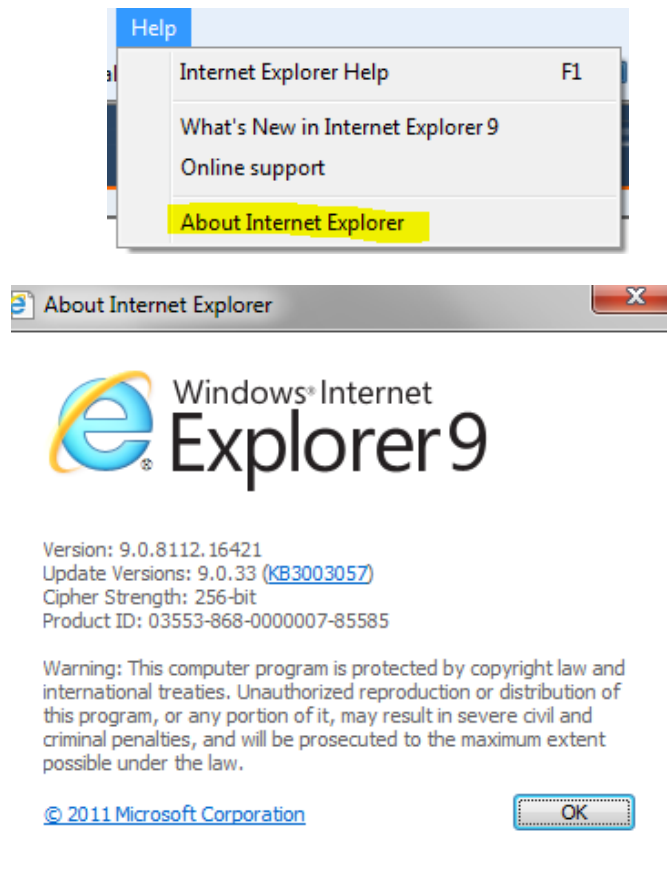 Help
al
Internet Explorer Help F1
What's New in Internet Explorer 9
Online support
About Internet Explorer
About Internet Explorer
Windows® Internet
Explorer 9
Version: 9.0.8112.16421
Update Versions: 9.0.33 (KB3003057)
Cipher Strength: 256-bit
Product ID: 03553-868-0000007-85585
Warning: This computer program is protected by copyright law and
international treaties. Unauthorized reproduction or distribution of
this program, or any portion of it, may result in severe civil and
criminal penalties, and will be prosecuted to the maximum extent
possible under the law.
© 2011 Microsoft Corporation
OK